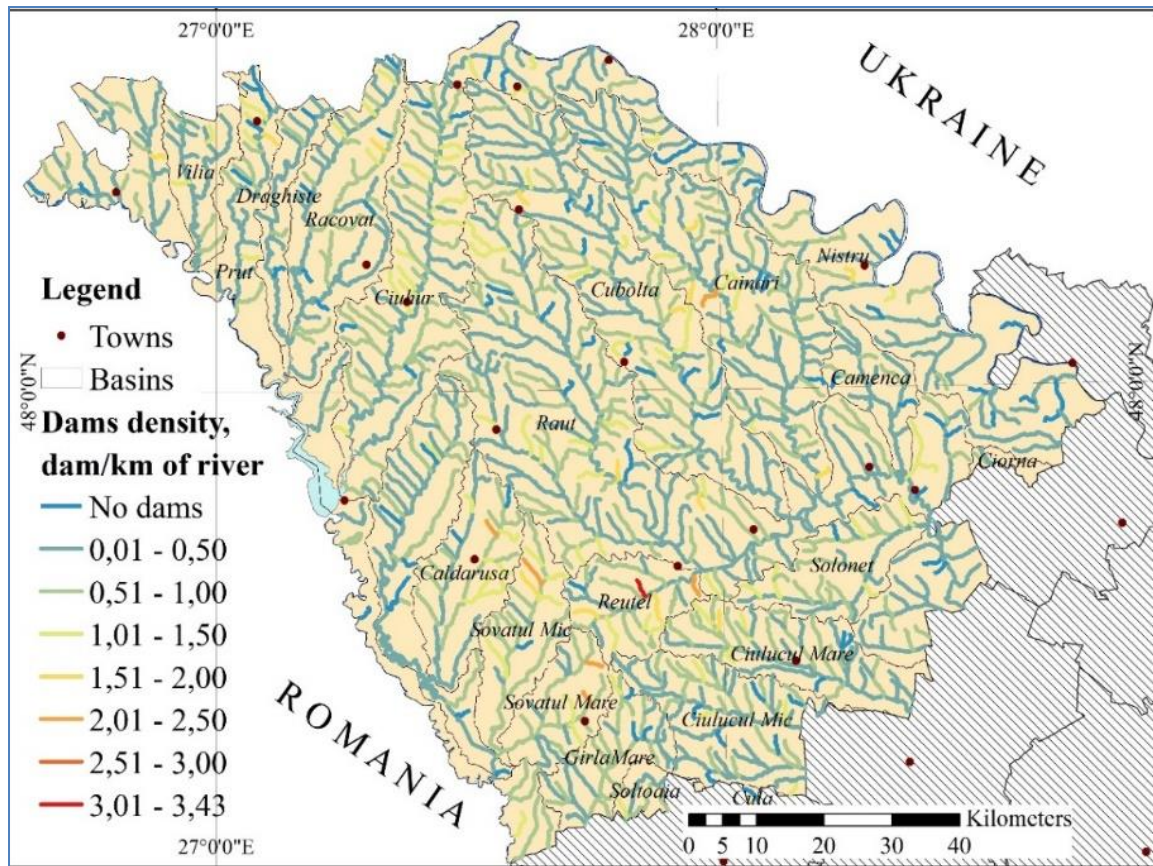 27°0'0"E
28°0'0"E
UKRAINE
Vilia
Draghiste
Racovat
Nistru
Prut
Ciuhur
Cubolta
Cainari
Legend
Towns
Basins
48°0'0"N
48°0'0"N
Camenca
Dams density,
dam/km of river
Raut
Ciorna
No dams
0,01 - 0,50
0,51 - 1,00
1,01 - 1,50
1,51 - 2,00
2,01 - 2,50
2,51 - 3,00
3,01 - 3,43
Caldarusa
Solonet
Reutel
Sovatul Mic
Ciulucul Mare
Sovatul Mare
Ciulucul Mic
ROMANIA
GirlaMare
Soltoaia
Cula
Kilometers
0 5 10 20 30 40
27°0'0"E